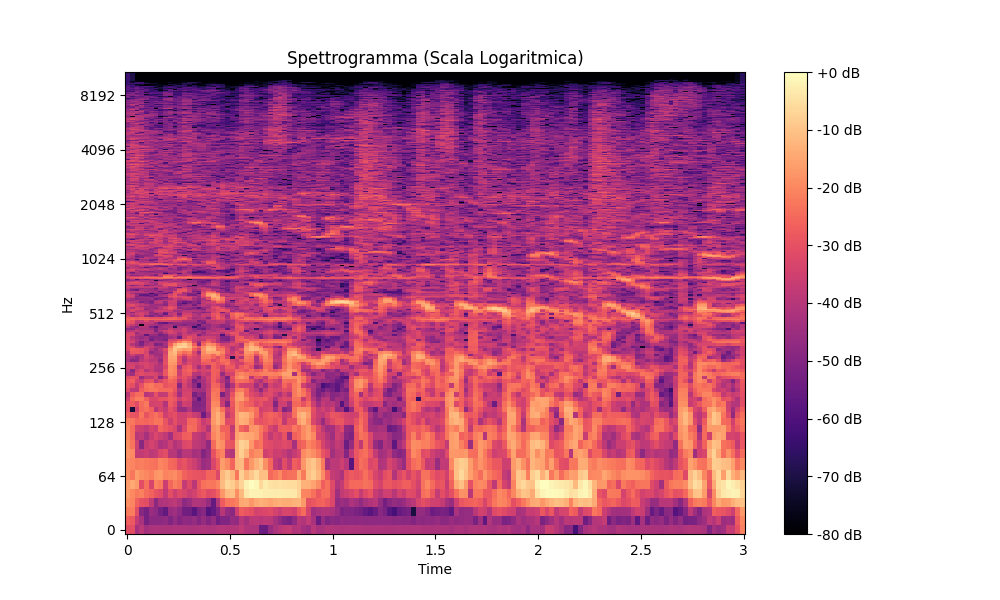 Spettrogramma (Scala Logaritmica)
Hz
8192
4096
2048
1024
512
256
128
64
0
0 0.5 1 1.5 2 2.5 3
Time
+0 dB
-10 dB
-20 dB
-30 dB
-40 dB
-50 dB
-60 dB
-70 dB
-80 dB